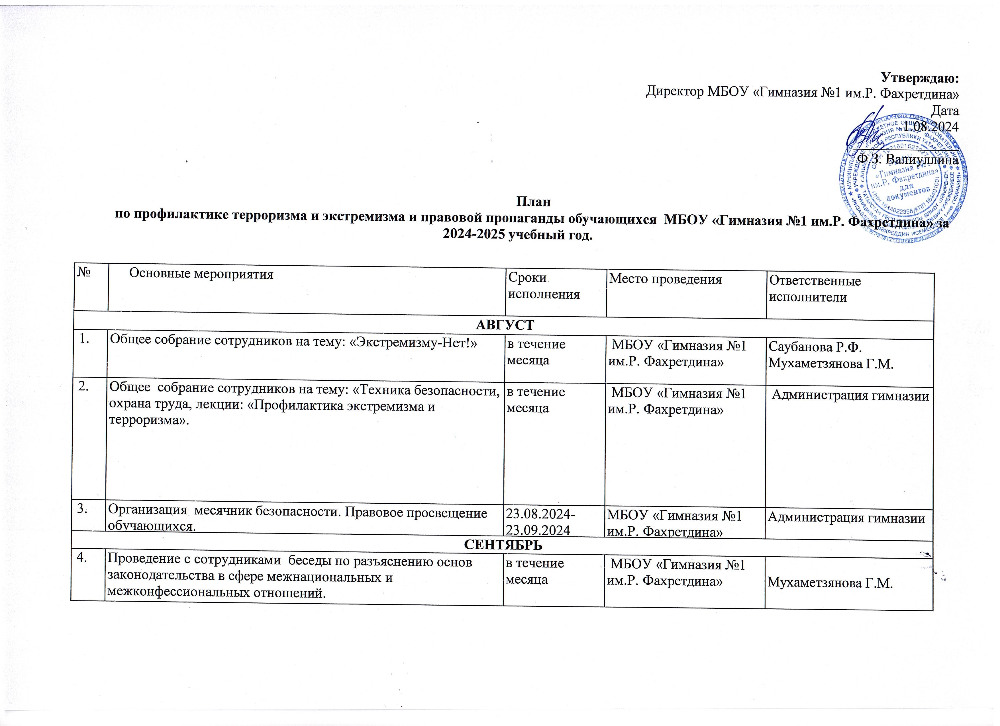 Утверждаю:
Директор МБОУ «Гимназия №1 им.Р. Фахретдина»
Дата
1.08.2024
Ф.З. Валиуллина
«Гимназия №
им.Р. Фахретдина»
для
документов
План
по профилактике терроризма и экстремизма и правовой пропаганды обучающихся  МБОУ «Гимназия №1 им.Р. Фахретдина» за
2024-2025 учебный год.
№
Основные мероприятия
Сроки
исполнения
Место проведения
Ответственные
исполнители
АВГУСТ
1.
Общее собрание сотрудников на тему: «Экстремизму-Нет!»
в течение
месяца
МБОУ «Гимназия №1
им.Р. Фахретдина»
Саубанова Р.Ф.
Мухаметзянова Г.М.
2.
Общее  собрание сотрудников на тему: «Техника безопасности,
охрана труда, лекции: «Профилактика экстремизма и
терроризма».
в течение
месяца
МБОУ «Гимназия №1
им.Р. Фахретдина»
Администрация гимназии
3.
Организация  месячник безопасности. Правовое просвещение
обучающихся.
23.08.2024-
23.09.2024
МБОУ «Гимназия №1
им.Р. Фахретдина»
Администрация гимназии
СЕНТЯБРЬ
4.
Проведение с сотрудниками  беседы по разъяснению основ
законодательства в сфере межнациональных и
межконфессиональных отношений.
в течение
месяца
МБОУ «Гимназия №1
им.Р. Фахретдина»
Мухаметзянова Г.М.